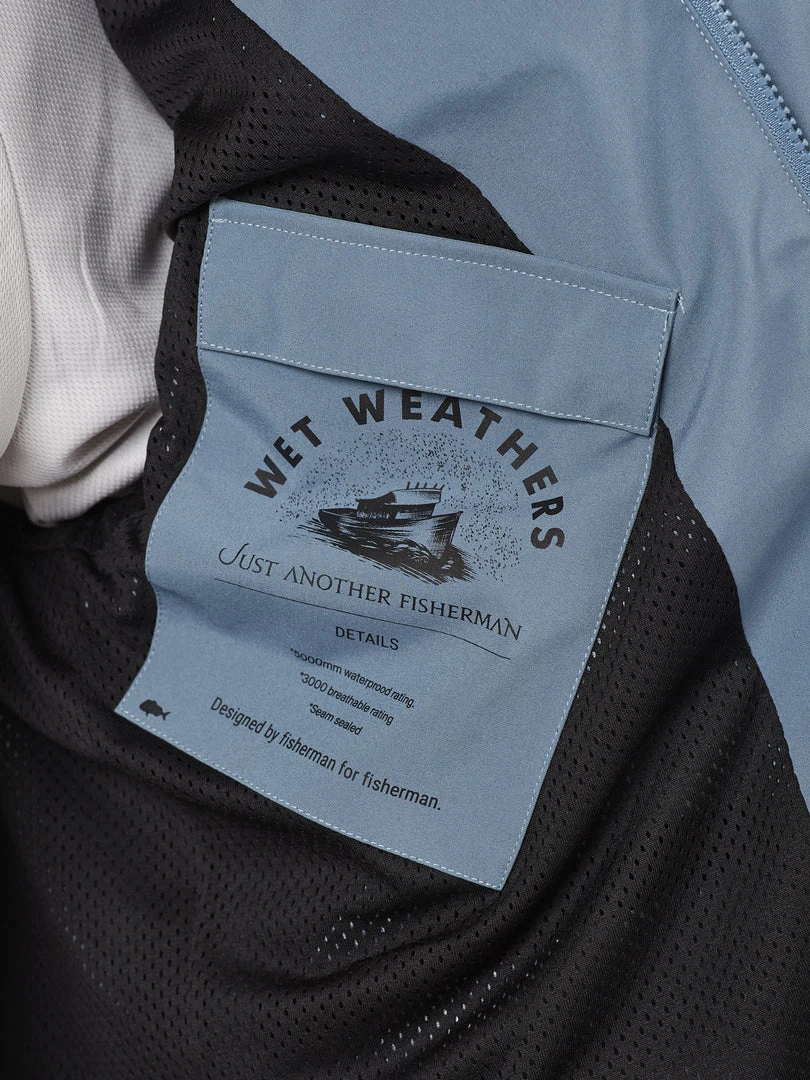 WET WEATHERS
JUST ANOTHER FISHERMAN
DETAILS
*5000mm waterproof rating.
*3000 breathable rating
*Seam sealed
Designed by fisherman for fisherman.